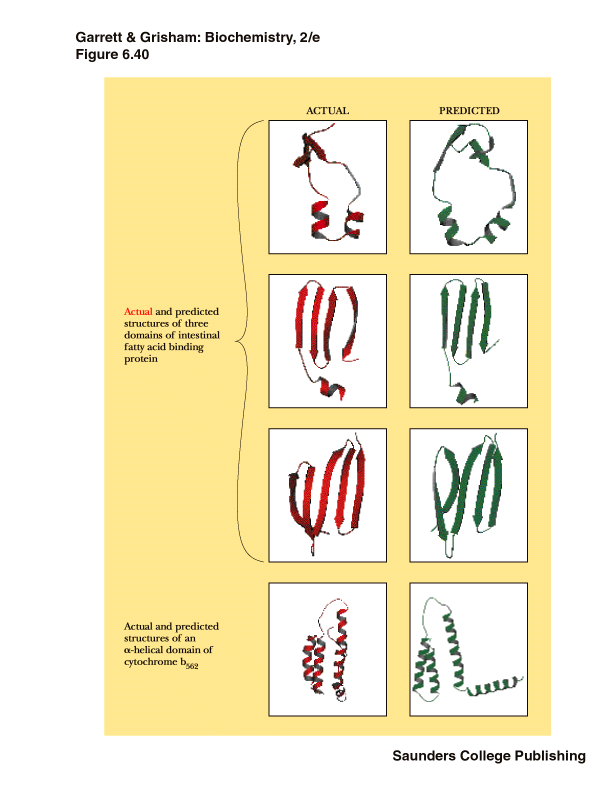 Garrett & Grisham: Biochemistry, 2/e
Figure 6.40
ACTUAL
PREDICTED
Actual and predicted
structures of three
domains of intestinal
fatty acid binding
protein
Actual and predicted
structures of an
α-helical domain of
cytochrome b562
Saunders College Publishing